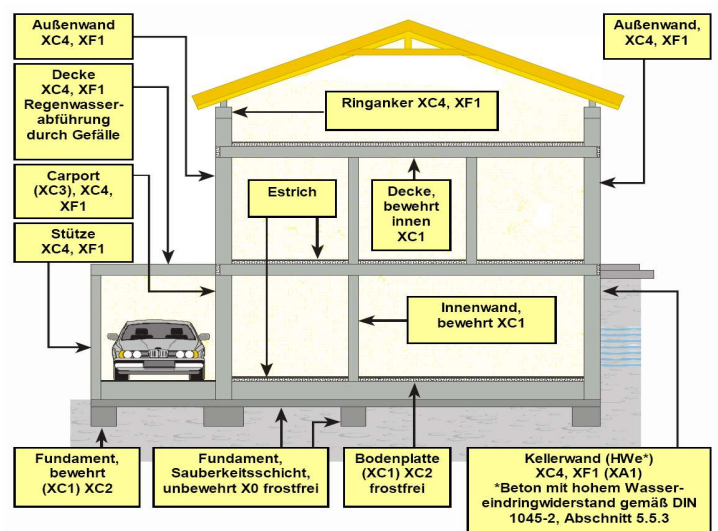 Außenwand
XC4, XF1
Außenwand,
XC4, XF1
Decke
XC4, XF1
Regenwasser-
abführung
durch Gefälle
Ringanker XC4, XF1
Carport
(XC3), XC4,
XF1
Estrich
Decke,
bewehrt
innen
XC1
Stütze
XC4, XF1
Innenwand,
bewehrt XC1
Fundament,
bewehrt
(XC1) XC2
Fundament,
Sauberkeitsschicht,
unbewehrt X0 frostfrei
Bodenplatte
(XC1) XC2
frostfrei
Kellerwand (HWe*)
XC4, XF1 (XA1)
*Beton mit hohem Wasser-
eindringwiderstand gemäß DIN
1045-2, Abschnitt 5.5.3